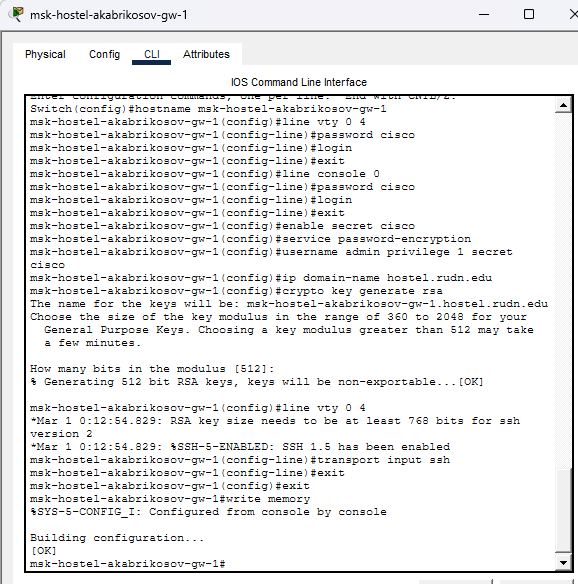 msk-hostel-akabrikosov-gw-1
Physical Config CLI Attributes
IOS Command Line Interface
Enter configuration commands, one per line. End with CNTL/Z.
Switch(config)#hostname msk-hostel-akabrikosov-gw-1
msk-hostel-akabrikosov-gw-1(config)#line vty 0 4
msk-hostel-akabrikosov-gw-1(config-line)#password cisco
msk-hostel-akabrikosov-gw-1(config-line)#login
msk-hostel-akabrikosov-gw-1(config-line)#exit
msk-hostel-akabrikosov-gw-1(config)#line console 0
msk-hostel-akabrikosov-gw-1(config-line)#password cisco
msk-hostel-akabrikosov-gw-1(config-line)#login
msk-hostel-akabrikosov-gw-1(config-line)#exit
msk-hostel-akabrikosov-gw-1(config)#enable secret cisco
msk-hostel-akabrikosov-gw-1(config)#service password-encryption
msk-hostel-akabrikosov-gw-1(config)#username admin privilege 1 secret
cisco
msk-hostel-akabrikosov-gw-1(config)#ip domain-name hostel.rudn.edu
msk-hostel-akabrikosov-gw-1(config)#crypto key generate rsa
The name for the keys will be: msk-hostel-akabrikosov-gw-1.hostel.rudn.edu
Choose the size of the key modulus in the range of 360 to 2048 for your
General Purpose Keys. Choosing a key modulus greater than 512 may take
a few minutes.
How many bits in the modulus [512]:
% Generating 512 bit RSA keys, keys will be non-exportable...[OK]
msk-hostel-akabrikosov-gw-1(config)#line vty 0 4
*Mar 1 0:12:54.829: RSA key size needs to be at least 768 bits for ssh
version 2
*Mar 1 0:12:54.829: %SSH-5-ENABLED: SSH 1.5 has been enabled
msk-hostel-akabrikosov-gw-1(config-line)#transport input ssh
msk-hostel-akabrikosov-gw-1(config-line)#exit
msk-hostel-akabrikosov-gw-1(config)#exit
msk-hostel-akabrikosov-gw-1#write memory
%SYS-5-CONFIG_I: Configured from console by console
Building configuration...
[OK]
msk-hostel-akabrikosov-gw-1#